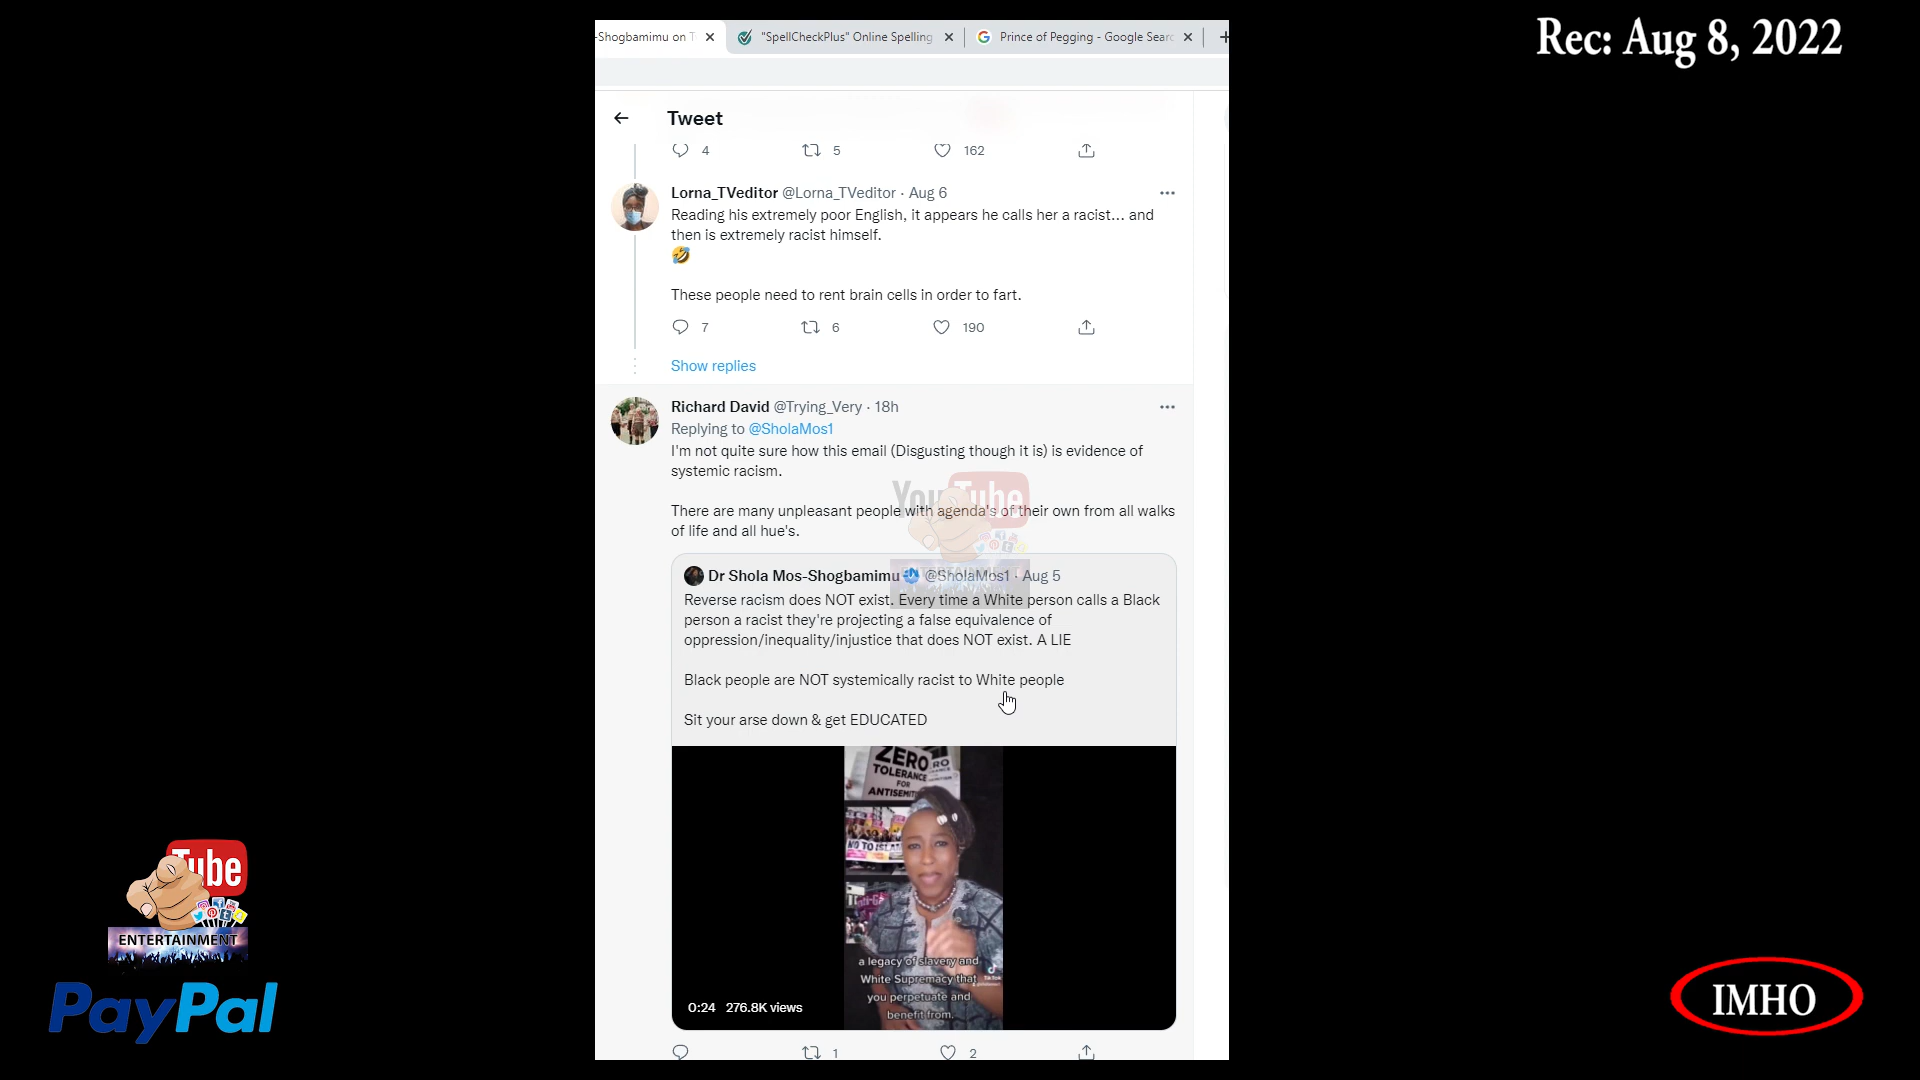 Rec: Aug 8, 2022
-Shogbamimu on T
"SpellCheckPlus" Online Spelling
Prince of Pegging - Google Searc
Tweet
4 5 162
Lorna_TVeditor @Lorna_TVeditor · Aug 6
Reading his extremely poor English, it appears he calls her a racist... and
then is extremely racist himself.
🤣
These people need to rent brain cells in order to fart.
7 6 190
Show replies
Richard David @Trying_Very · 18h
Replying to @SholaMos1
I'm not quite sure how this email (Disgusting though it is) is evidence of
systemic racism.
There are many unpleasant people with agenda's of their own from all walks
of life and all hue's.
YouTube
ENTERTAINMENT
Dr Shola Mos-Shogbamimu @SholaMos1 · Aug 5
Reverse racism does NOT exist. Every time a White person calls a Black
person a racist they're projecting a false equivalence of
oppression/inequality/injustice that does NOT exist. A LIE
Black people are NOT systemically racist to White people
Sit your arse down & get EDUCATED
ZERO
TOLERANCE
FOR
ANTISEMIT
NO TO ISLA
a legacy of slavery and
White Supremacy that
you perpetuate and
benefit from,
TikTok
0:24 276.8K views
1 2
Tube
ENTERTAINMENT
PayPal
IMHO